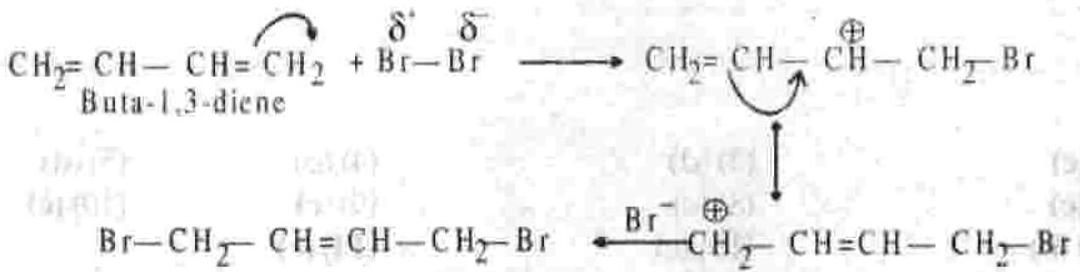 δ⁺ δ⁻ ⊕
CH₂= CH— CH= CH₂ + Br—Br ⟶ CH₂= CH— CH— CH₂—Br
Buta-1,3-diene
Br⁻ ⊕
Br—CH₂— CH=CH—CH₂—Br ⟵ CH₂— CH=CH— CH₂—Br